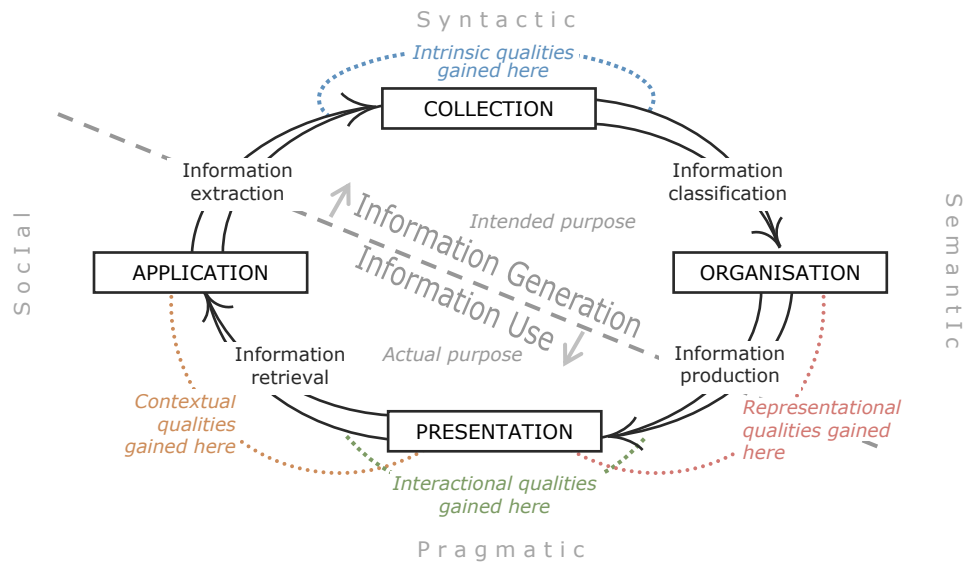 Syntactic
Intrinsic qualities
gained here
COLLECTION
Information
extraction
Information
classification
SocIal
SemantIc
Intended purpose
Information Generation
Information Use
APPLICATION
ORGANISATION
Actual purpose
Information
retrieval
Information
production
Contextual
qualities
gained here
PRESENTATION
Representational
qualities gained
here
Interactional qualities
gained here
Pragmatic